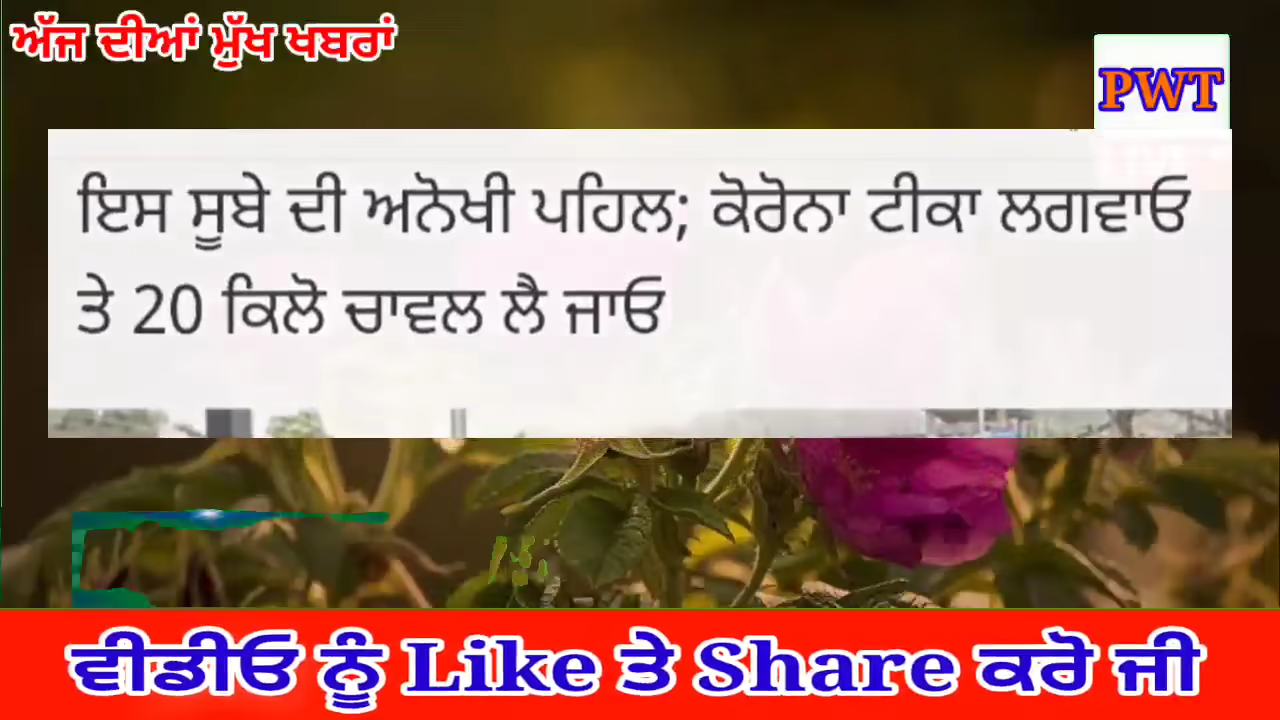 ਅੱਜ ਦੀਆਂ ਮੁੱਖ ਖਬਰਾਂ
PWT
ਇਸ ਸੂਬੇ ਦੀ ਅਨੋਖੀ ਪਹਿਲ; ਕੋਰੋਨਾ ਟੀਕਾ ਲਗਵਾਓ
ਤੇ 20 ਕਿਲੋ ਚਾਵਲ ਲੈ ਜਾਓ
ਵੀਡੀਓ ਨੂੰ Like ਤੇ Share ਕਰੋ ਜੀ